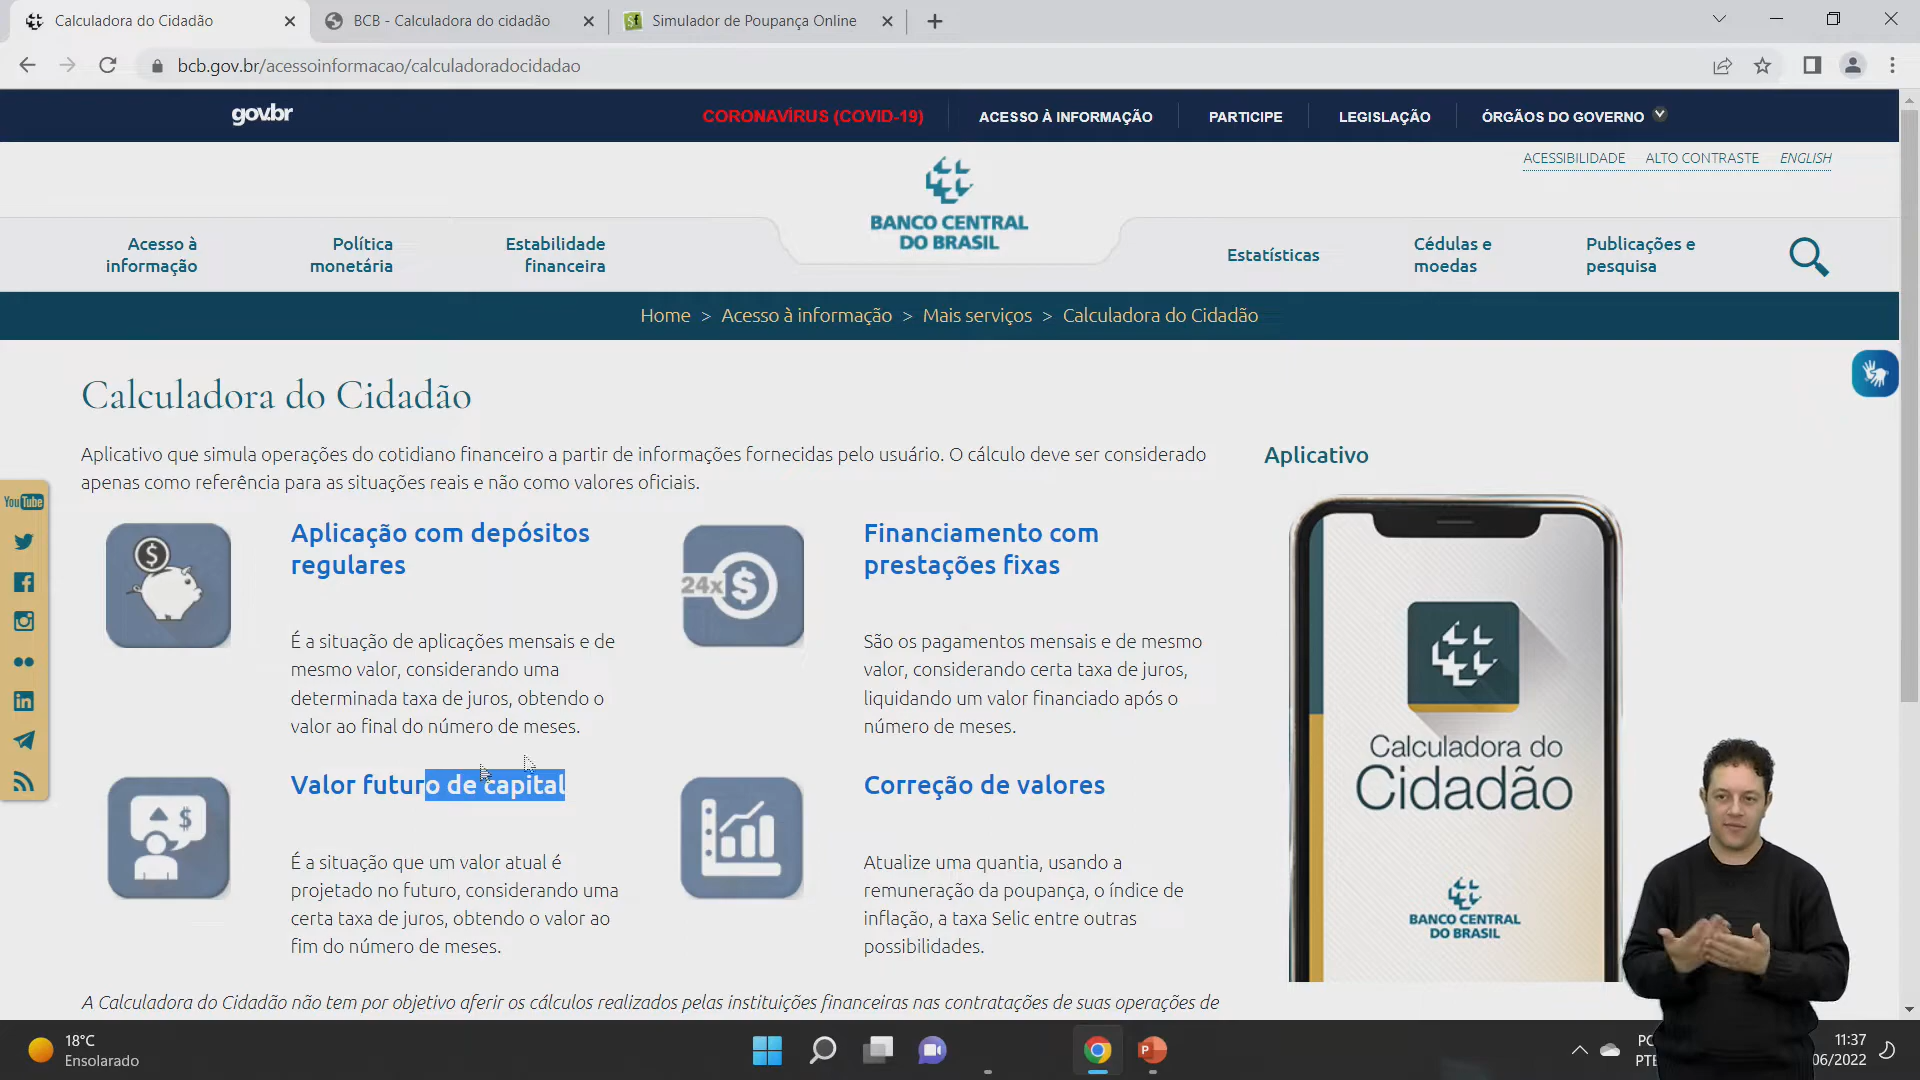 Calculadora do Cidadão
BCB - Calculadora do cidadão
Simulador de Poupança Online
bcb.gov.br/acessoinformacao/calculadoradocidadao
gov.br
CORONAVÍRUS (COVID-19)
ACESSO À INFORMAÇÃO
PARTICIPE
LEGISLAÇÃO
ÓRGÃOS DO GOVERNO
ACESSIBILIDADE
ALTO CONTRASTE
ENGLISH
BANCO CENTRAL
DO BRASIL
Acesso à
informação
Política
monetária
Estabilidade
financeira
Estatísticas
Cédulas e
moedas
Publicações e
pesquisa
Home > Acesso à informação > Mais serviços > Calculadora do Cidadão
Calculadora do Cidadão
Aplicativo que simula operações do cotidiano financeiro a partir de informações fornecidas pelo usuário. O cálculo deve ser considerado
apenas como referência para as situações reais e não como valores oficiais.
YouTube
Aplicação com depósitos
regulares
É a situação de aplicações mensais e de
mesmo valor, considerando uma
determinada taxa de juros, obtendo o
valor ao final do número de meses.
24x
Financiamento com
prestações fixas
São os pagamentos mensais e de mesmo
valor, considerando certa taxa de juros,
liquidando um valor financiado após o
número de meses.
Valor futuro de capital
É a situação que um valor atual é
projetado no futuro, considerando uma
certa taxa de juros, obtendo o valor ao
fim do número de meses.
Correção de valores
Atualize uma quantia, usando a
remuneração da poupança, o índice de
inflação, a taxa Selic entre outras
possibilidades.
A Calculadora do Cidadão não tem por objetivo aferir os cálculos realizados pelas instituições financeiras nas contratações de suas operações de
Aplicativo
Calculadora do
Cidadão
BANCO CENTRAL
DO BRASIL
18°C
Ensolarado
11:37
06/2022